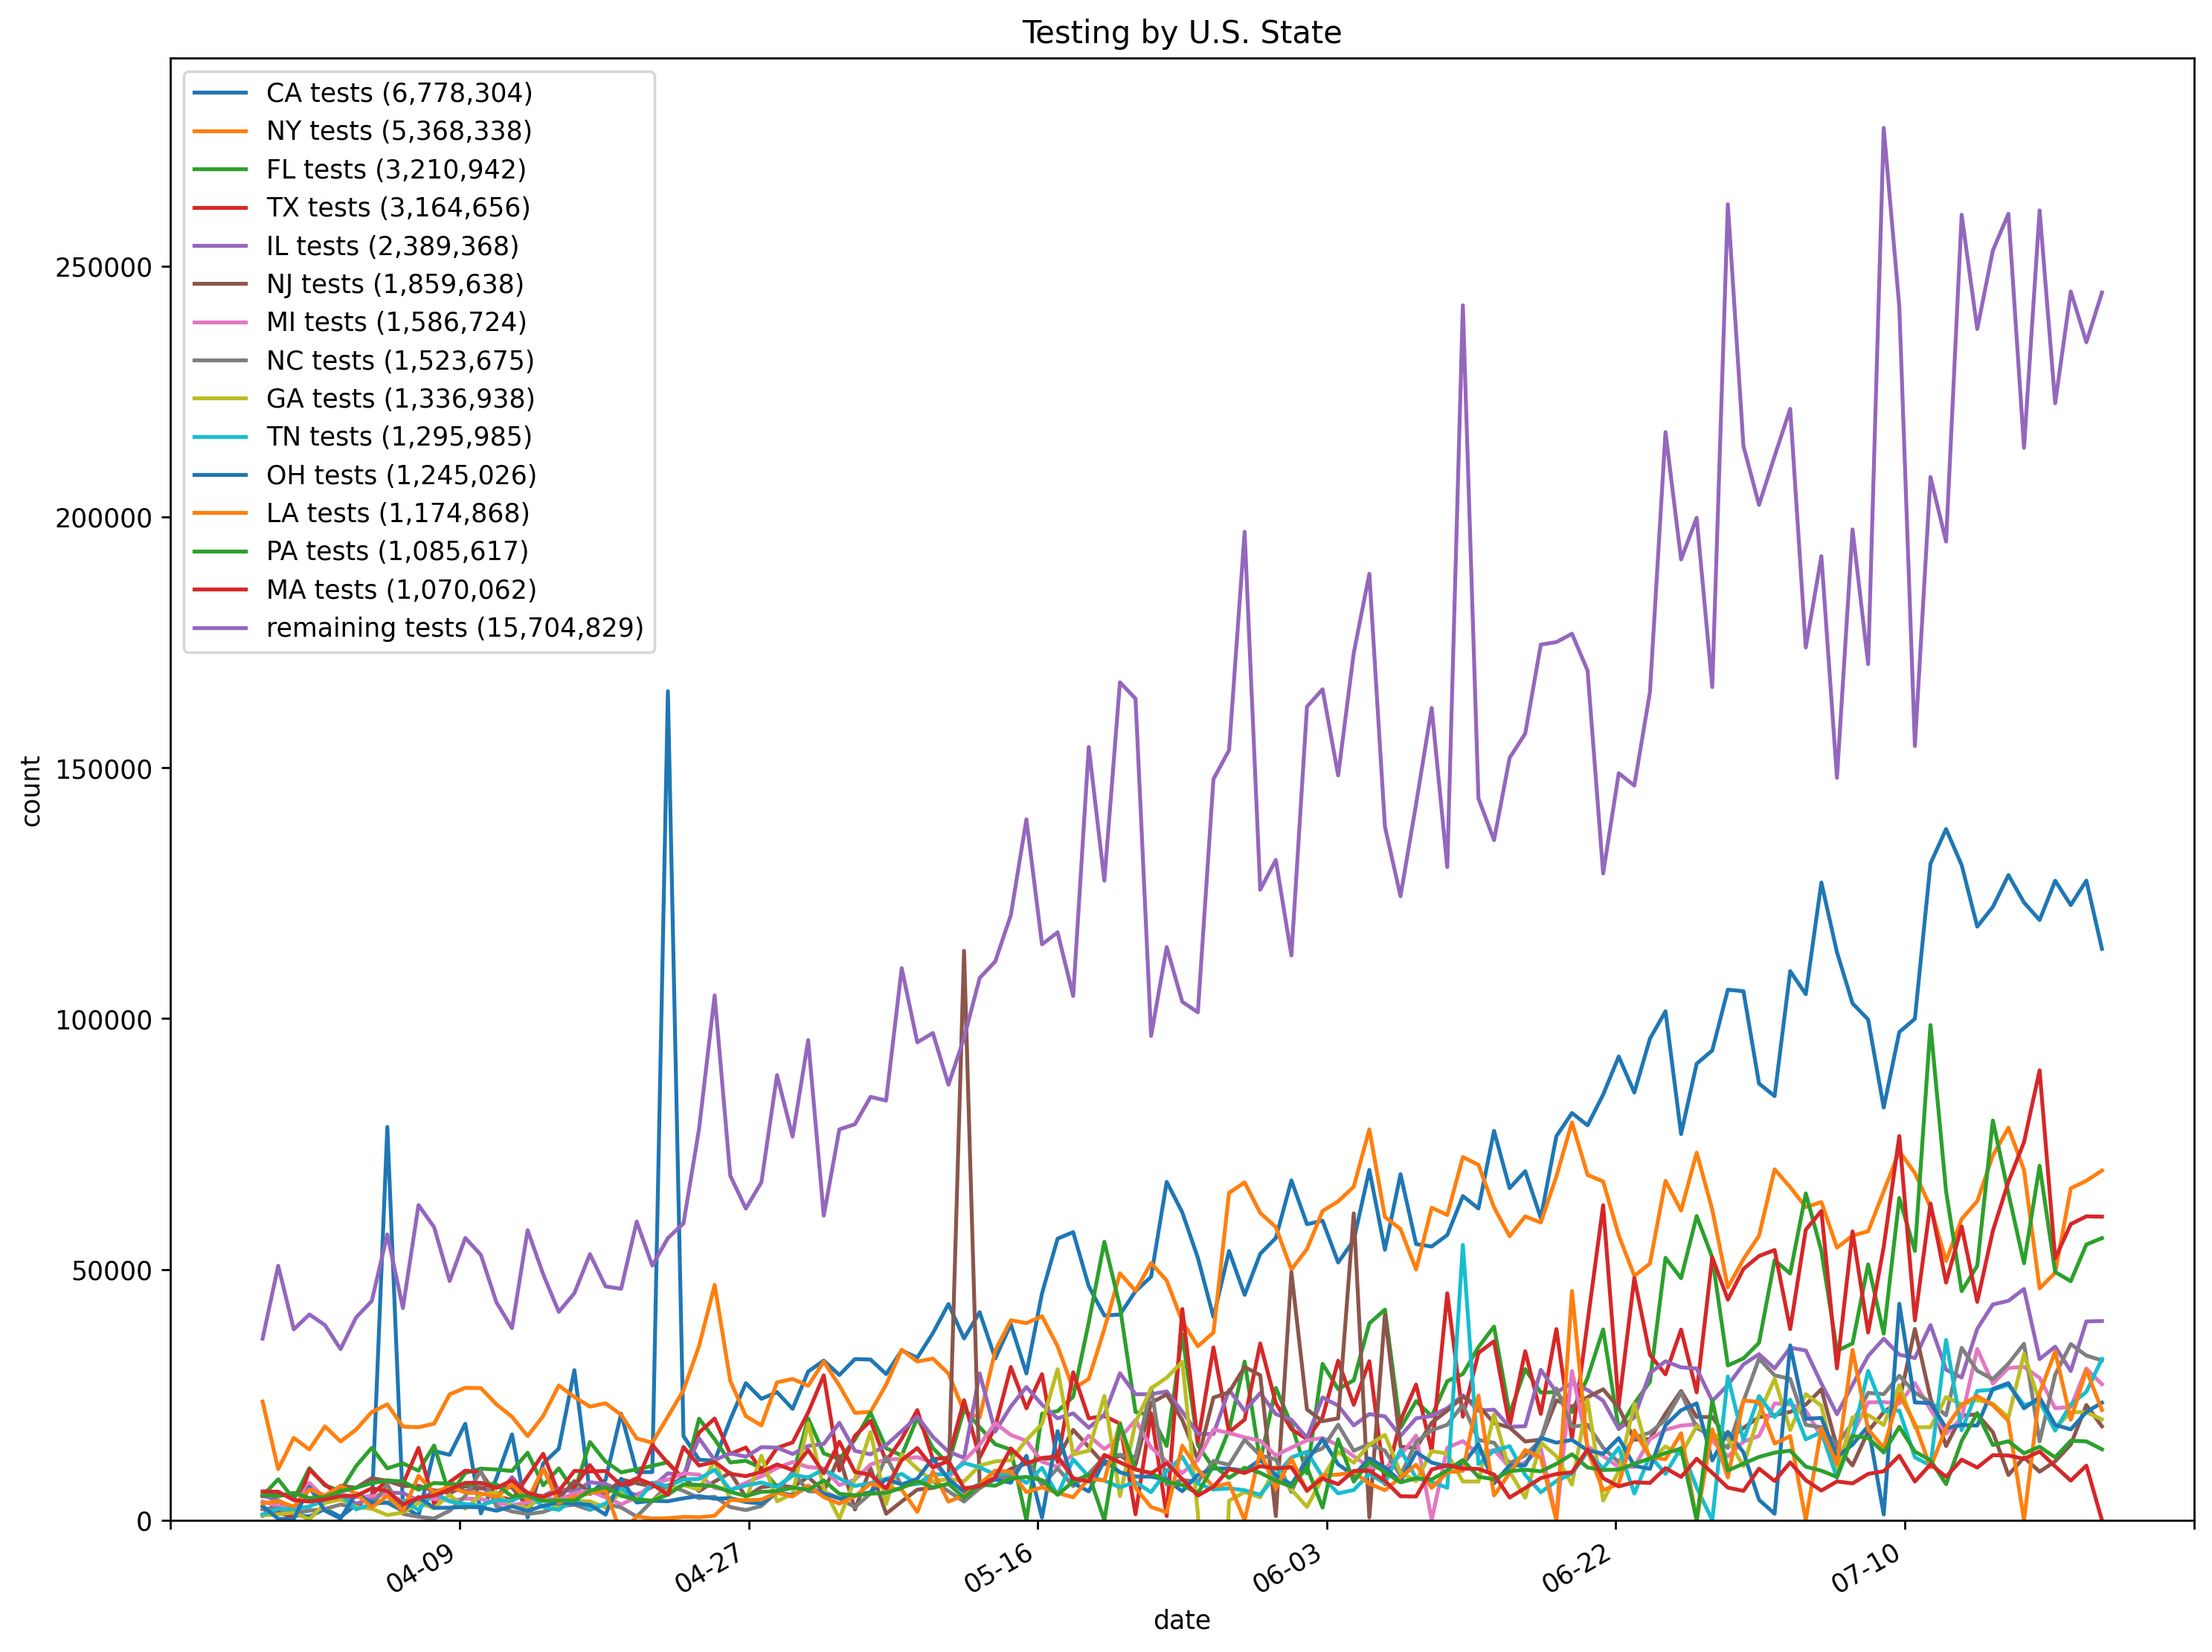 Testing by U.S. State
CA tests (6,778,304)
NY tests (5,368,338)
FL tests (3,210,942)
TX tests (3,164,656)
IL tests (2,389,368)
NJ tests (1,859,638)
MI tests (1,586,724)
NC tests (1,523,675)
GA tests (1,336,938)
TN tests (1,295,985)
OH tests (1,245,026)
LA tests (1,174,868)
PA tests (1,085,617)
MA tests (1,070,062)
remaining tests (15,704,829)
250000
200000
150000
100000
50000
0
count
04-09
04-27
05-16
06-03
06-22
07-10
date